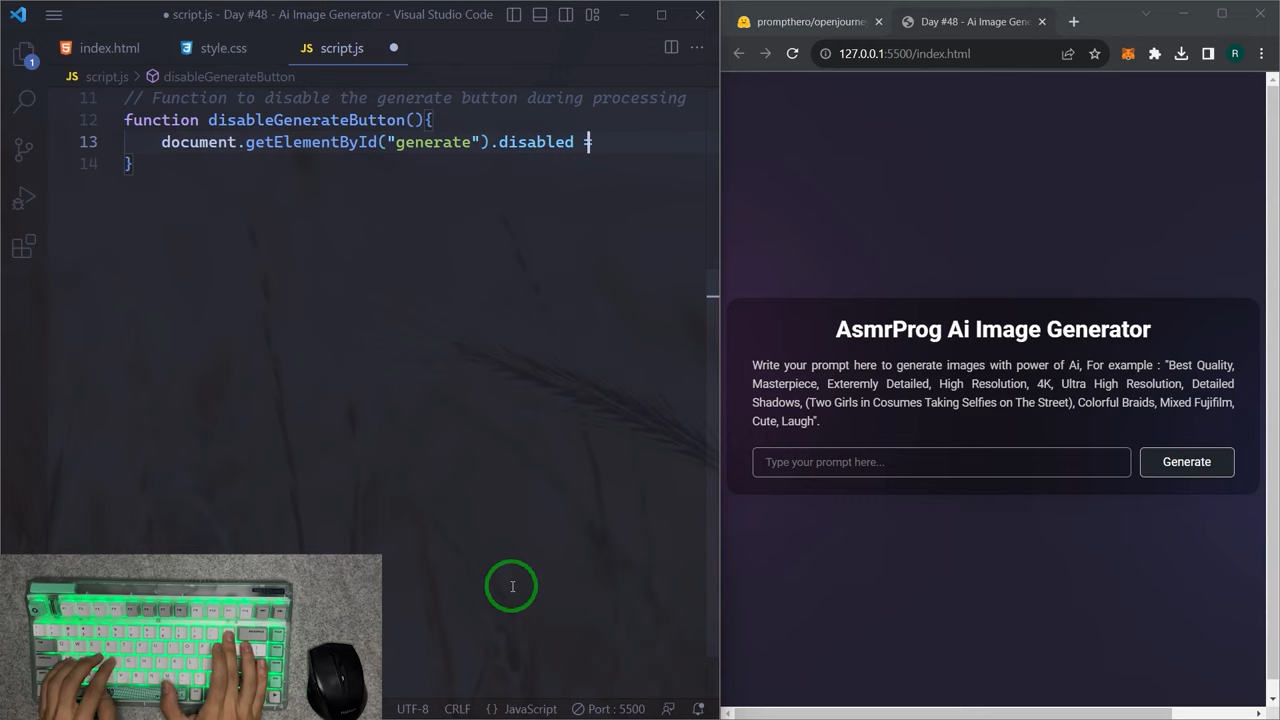 script.js - Day #48 - Ai Image Generator - Visual Studio Code
index.html
style.css
JS script.js
JS script.js > disableGenerateButton
11 // Function to disable the generate button during processing
12 function disableGenerateButton(){
13 document.getElementById("generate").disabled =
14 }
1
UTF-8 CRLF {} JavaScript Port : 5500
prompthero/openjourne
Day #48 - Ai Image Gene
127.0.0.1:5500/index.html
R
AsmrProg Ai Image Generator
Write your prompt here to generate images with power of Ai, For example : "Best Quality,
Masterpiece, Exteremly Detailed, High Resolution, 4K, Ultra High Resolution, Detailed
Shadows, (Two Girls in Cosumes Taking Selfies on The Street), Colorful Braids, Mixed Fujifilm,
Cute, Laugh".
Type your prompt here...
Generate